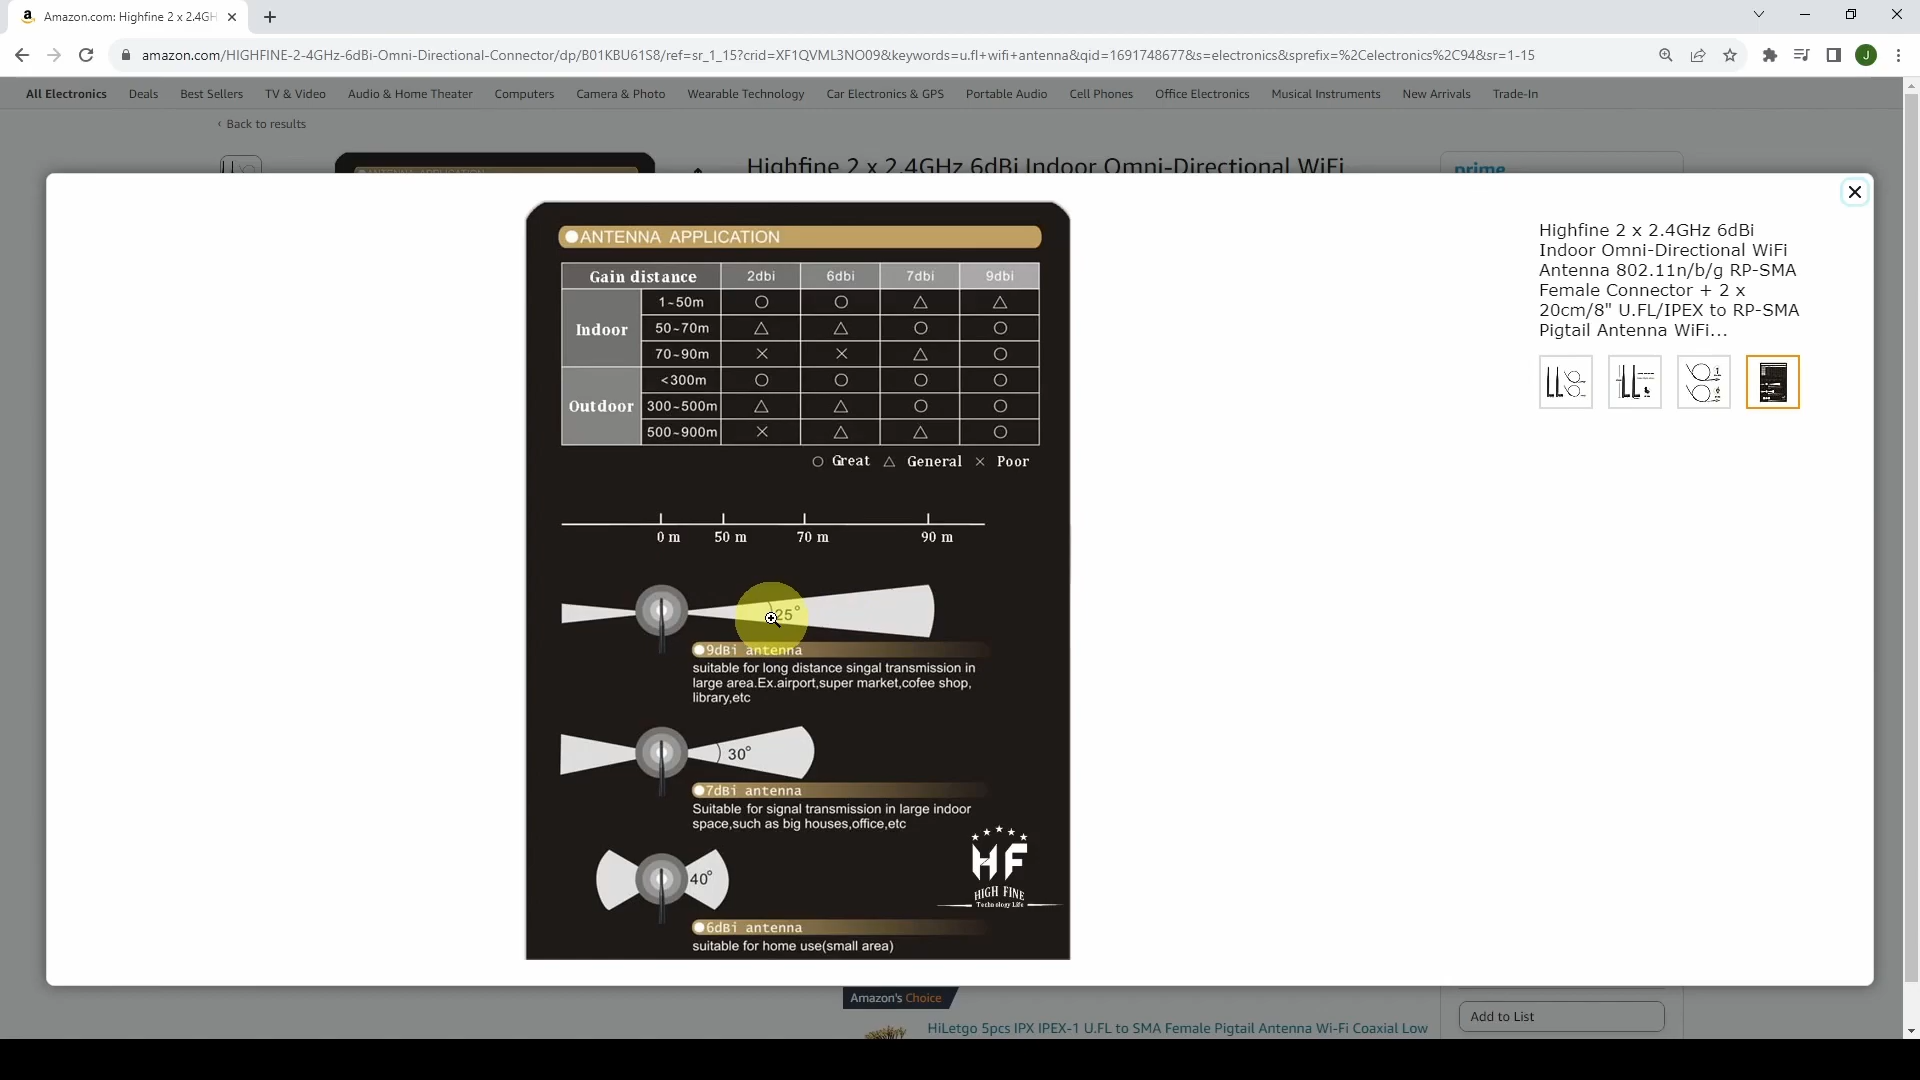 Amazon.com: Highfine 2 x 2.4GH
amazon.com/HIGHFINE-2-4GHz-6dBi-Omni-Directional-Connector/dp/B01KBU61S8/ref=sr_1_15?crid=XF1QVML3NO09&keywords=u.fl+wifi+antenna&qid=1691748677&s=electronics&sprefix=%2Celectronics%2C94&sr=1-15
J
All Electronics Deals Best Sellers TV & Video Audio & Home Theater Computers Camera & Photo Wearable Technology Car Electronics & GPS Portable Audio Cell Phones Office Electronics Musical Instruments New Arrivals Trade-In
‹ Back to results
Highfine 2 x 2.4GHz 6dBi Indoor Omni-Directional WiFi
prime
ANTENNA APPLICATION
Gain distance 2dbi 6dbi 7dbi 9dbi
Indoor
1~50m ○ ○ △ △
50~70m △ △ ○ ○
70~90m × × △ ○
Outdoor
<300m ○ ○ ○ ○
300~500m △ △ ○ ○
500~900m × △ △ ○
○ Great △ General × Poor
0 m 50 m 70 m 90 m
25°
9dBi antenna
suitable for long distance singal transmission in
large area.Ex.airport,super market,cofee shop,
library,etc
30°
7dBi antenna
Suitable for signal transmission in large indoor
space,such as big houses,office,etc
40°
HF
HIGH FINE
Technology Life
6dBi antenna
suitable for home use(small area)
Highfine 2 x 2.4GHz 6dBi
Indoor Omni-Directional WiFi
Antenna 802.11n/b/g RP-SMA
Female Connector + 2 x
20cm/8" U.FL/IPEX to RP-SMA
Pigtail Antenna WiFi...
Amazon's Choice
HiLetgo 5pcs IPX IPEX-1 U.FL to SMA Female Pigtail Antenna Wi-Fi Coaxial Low
Add to List